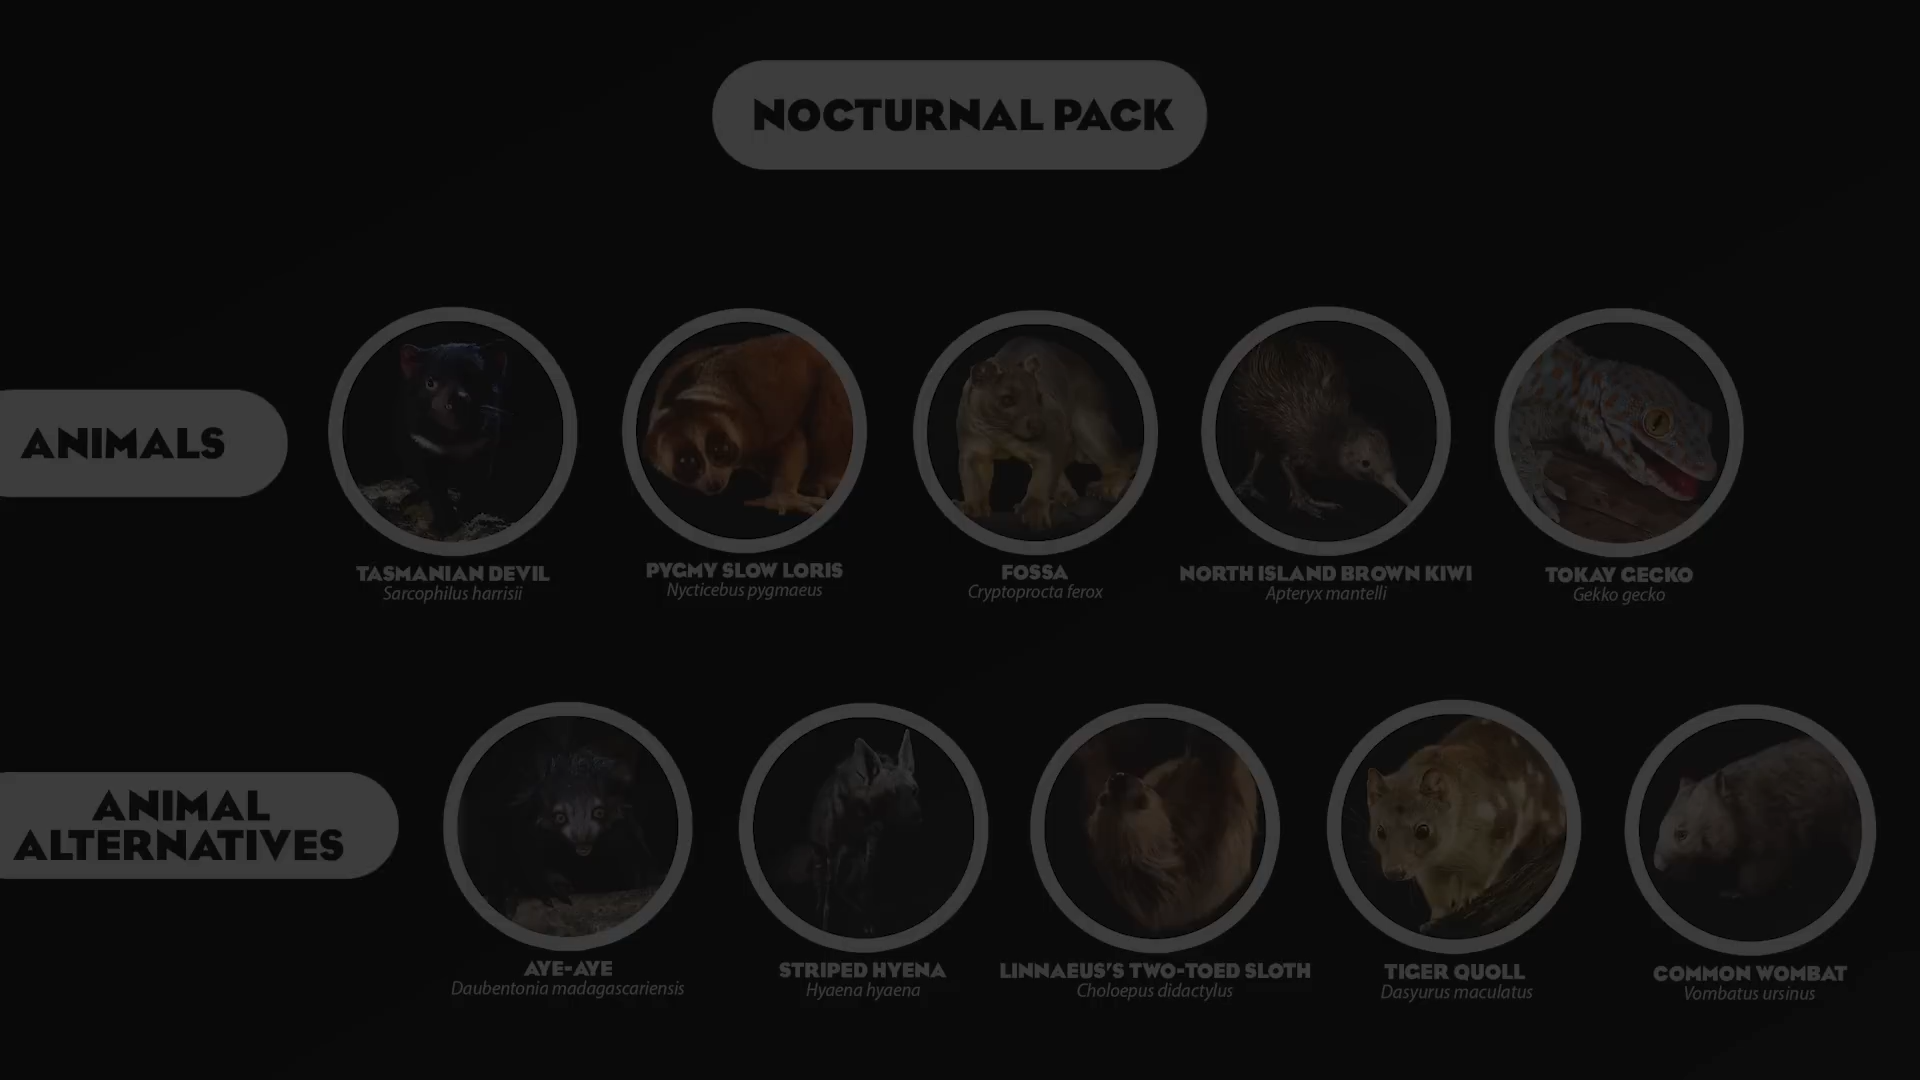 NOCTURNAL PACK
ANIMALS
TASMANIAN DEVIL
Sarcophilus harrisii
PYGMY SLOW LORIS
Nycticebus pygmaeus
FOSSA
Cryptoprocta ferox
NORTH ISLAND BROWN KIWI
Apteryx mantelli
TOKAY GECKO
Gekko gecko
ANIMAL
ALTERNATIVES
AYE-AYE
Daubentonia madagascariensis
STRIPED HYENA
Hyaena hyaena
LINNAEUS'S TWO-TOED SLOTH
Choloepus didactylus
TIGER QUOLL
Dasyurus maculatus
COMMON WOMBAT
Vombatus ursinus